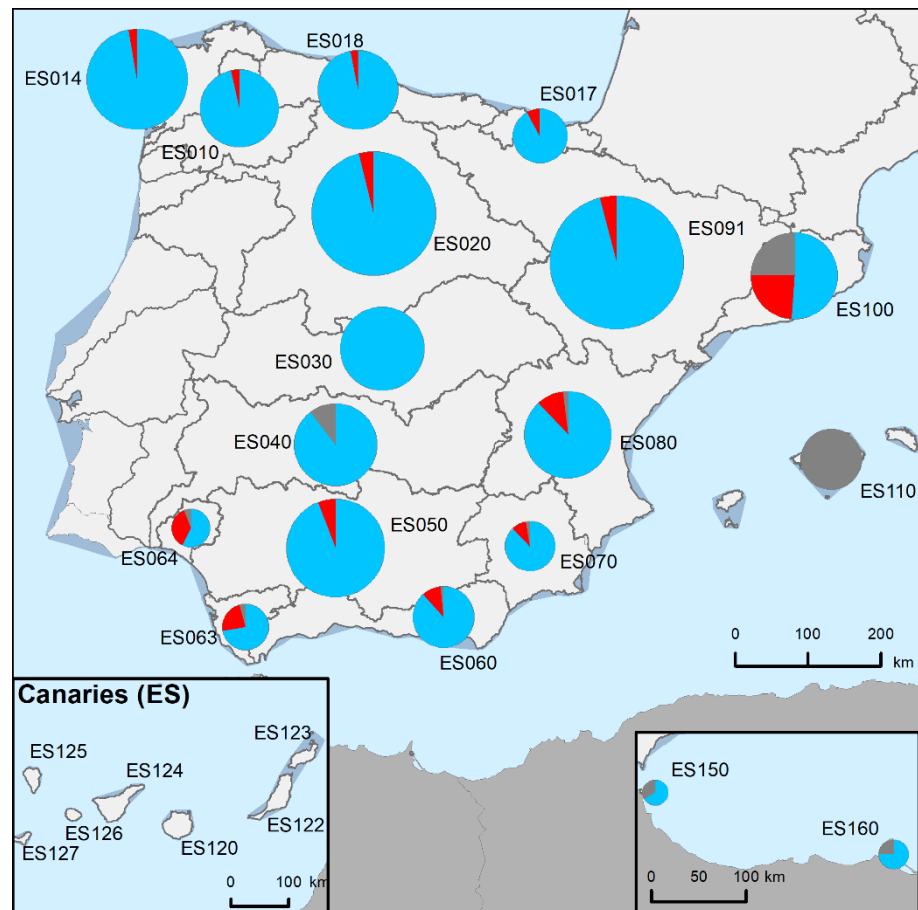 ES018
ES014
ES017
ES010
ES091
ES020
ES100
ES030
ES040
ES080
ES110
ES050
ES064
ES070
ES063
ES060
0 100 200
km
Canaries (ES)
ES123
ES125
ES124
ES150
ES122
ES126
ES120
ES127
ES160
0 100 km
0 50 100
km